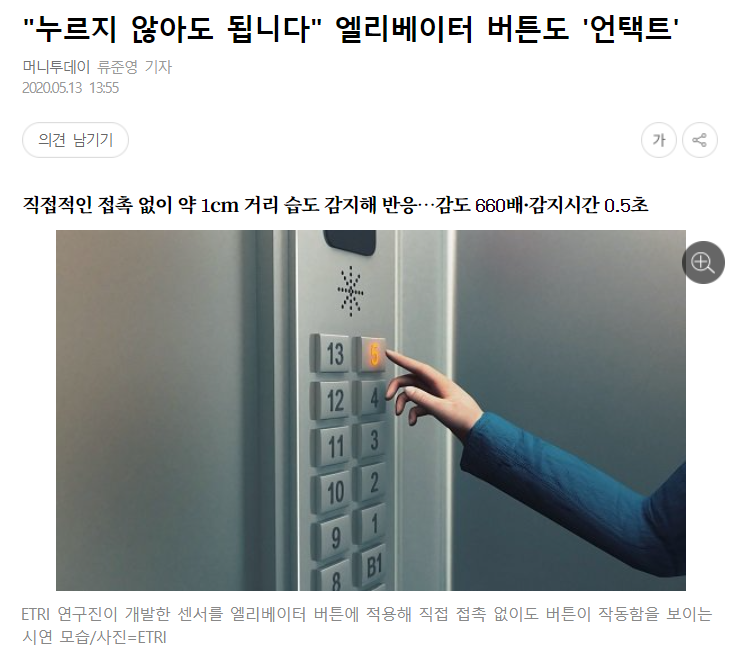 "누르지 않아도 됩니다" 엘리베이터 버튼도 '언택트'
머니투데이 류준영 기자
2020.05.13 13:55
의견 남기기
가
직접적인 접촉 없이 약 1cm 거리 습도 감지해 반응…감도 660배·감지시간 0.5초
13 5
12 4
11 3
10 2
9 1
8 B1
ETRI 연구진이 개발한 센서를 엘리베이터 버튼에 적용해 직접 접촉 없이도 버튼이 작동함을 보이는
시연 모습/사진=ETRI